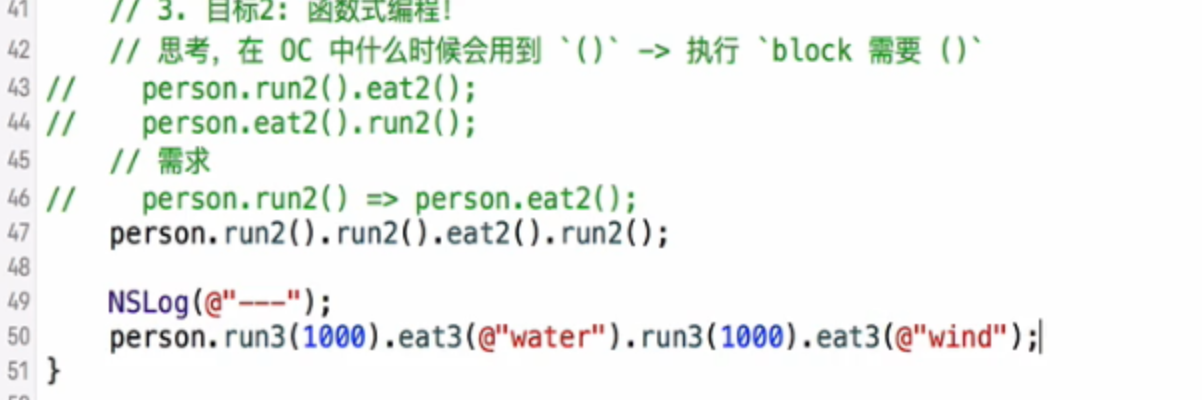 41 // 3. 目标2: 函数式编程!
42 // 思考，在 OC 中什么时候会用到 `()` -> 执行 `block 需要 ()`
43 // person.run2().eat2();
44 // person.eat2().run2();
45 // 需求
46 // person.run2() => person.eat2();
47 person.run2().run2().eat2().run2();
48
49 NSLog(@"---");
50 person.run3(1000).eat3(@"water").run3(1000).eat3(@"wind");
51 }